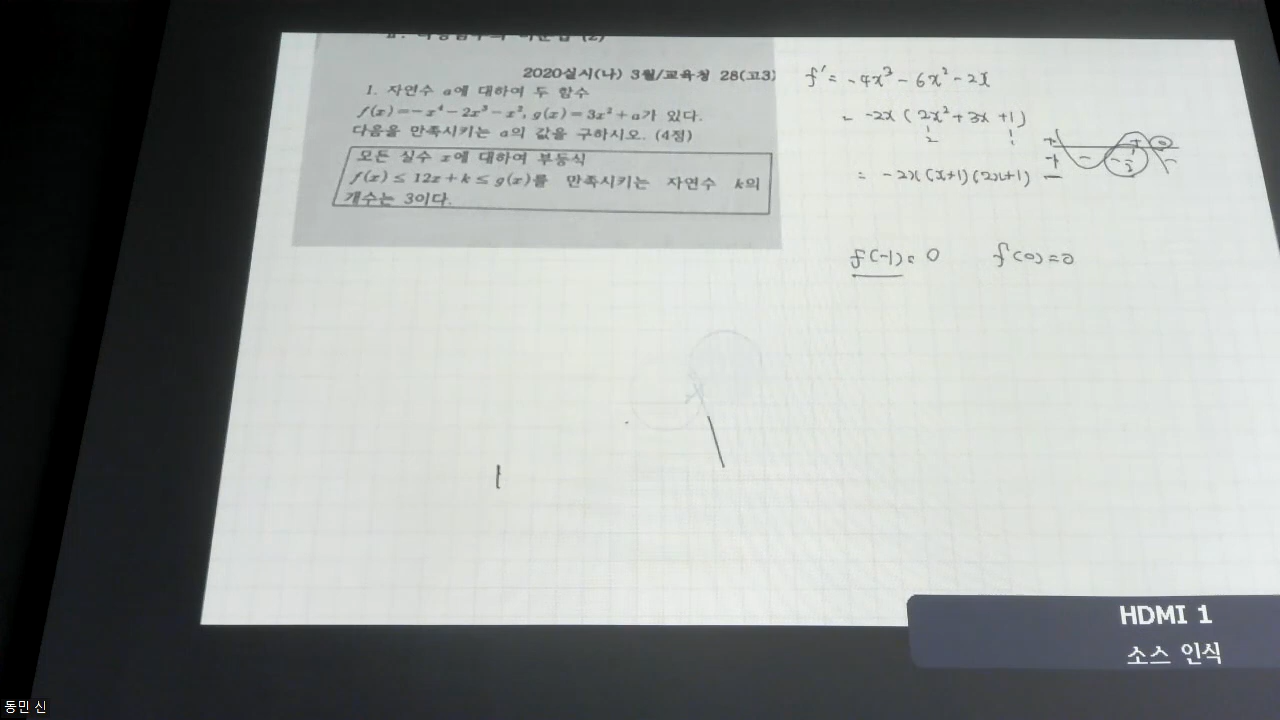 2020실시(나) 3월/교육청 28(고3)
1. 자연수 a에 대하여 두 함수
f(x)=-x⁴-2x³-x², g(x)=3x²+a가 있다.
다음을 만족시키는 a의 값을 구하시오. (4점)
모든 실수 x에 대하여 부등식
f(x) ≤ 12x+k ≤ g(x)를 만족시키는 자연수 k의
개수는 3이다.
f' = -4x³ - 6x² - 2x
= -2x ( 2x² + 3x + 1 )
= -2x (x+1) (2x+1)
f(-1) = 0 f(0) = 0
HDMI 1
소스 인식
동민 신